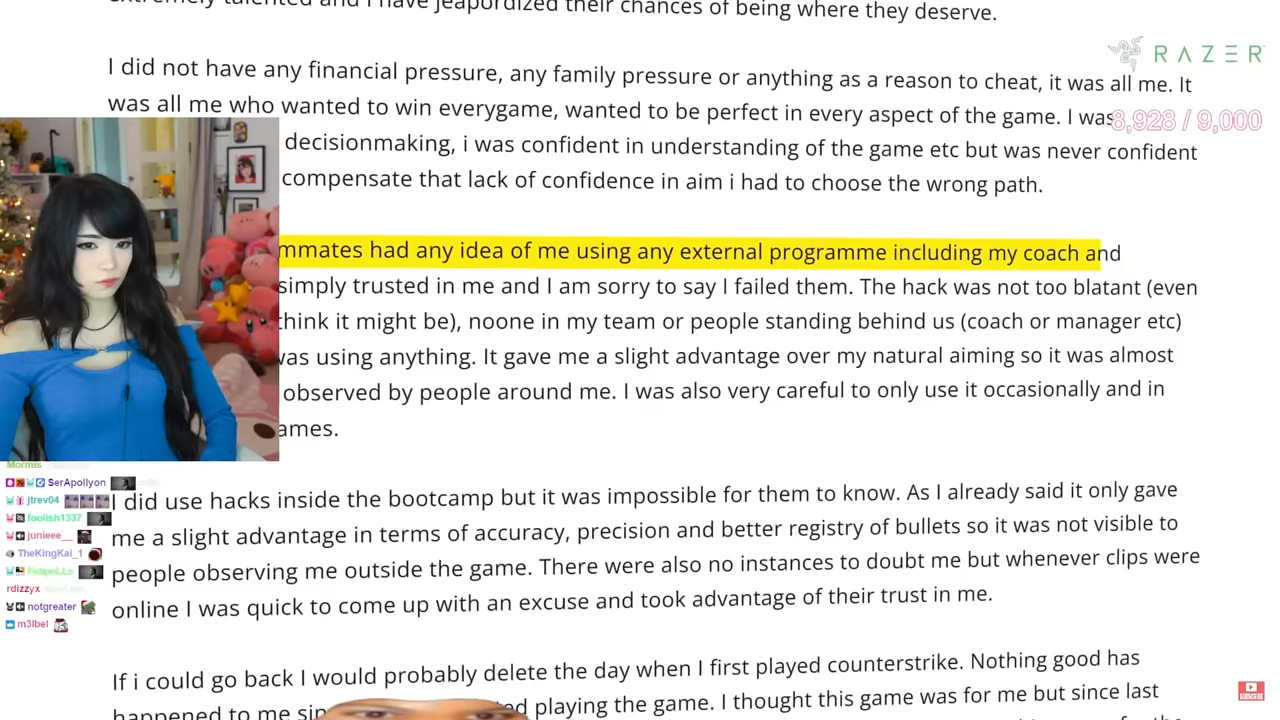 extremely talented and I have jeapordized their chances of being where they deserve.
RAZER
I did not have any financial pressure, any family pressure or anything as a reason to cheat, it was all me. It
was all me who wanted to win everygame, wanted to be perfect in every aspect of the game. I was
8,928 / 9,000
decisionmaking, i was confident in understanding of the game etc but was never confident
compensate that lack of confidence in aim i had to choose the wrong path.
mmates had any idea of me using any external programme including my coach and
simply trusted in me and I am sorry to say I failed them. The hack was not too blatant (even
think it might be), noone in my team or people standing behind us (coach or manager etc)
was using anything. It gave me a slight advantage over my natural aiming so it was almost
observed by people around me. I was also very careful to only use it occasionally and in
ames.
Mormis
SerApollyon
jtrev04
foolish1337
junieee__
TheKingKai_1
FelipeLLs
rdizzyx
notgreater
m3lbel
I did use hacks inside the bootcamp but it was impossible for them to know. As I already said it only gave
me a slight advantage in terms of accuracy, precision and better registry of bullets so it was not visible to
people observing me outside the game. There were also no instances to doubt me but whenever clips were
online I was quick to come up with an excuse and took advantage of their trust in me.
If i could go back I would probably delete the day when I first played counterstrike. Nothing good has
happened to me sin
ed playing the game. I thought this game was for me but since last